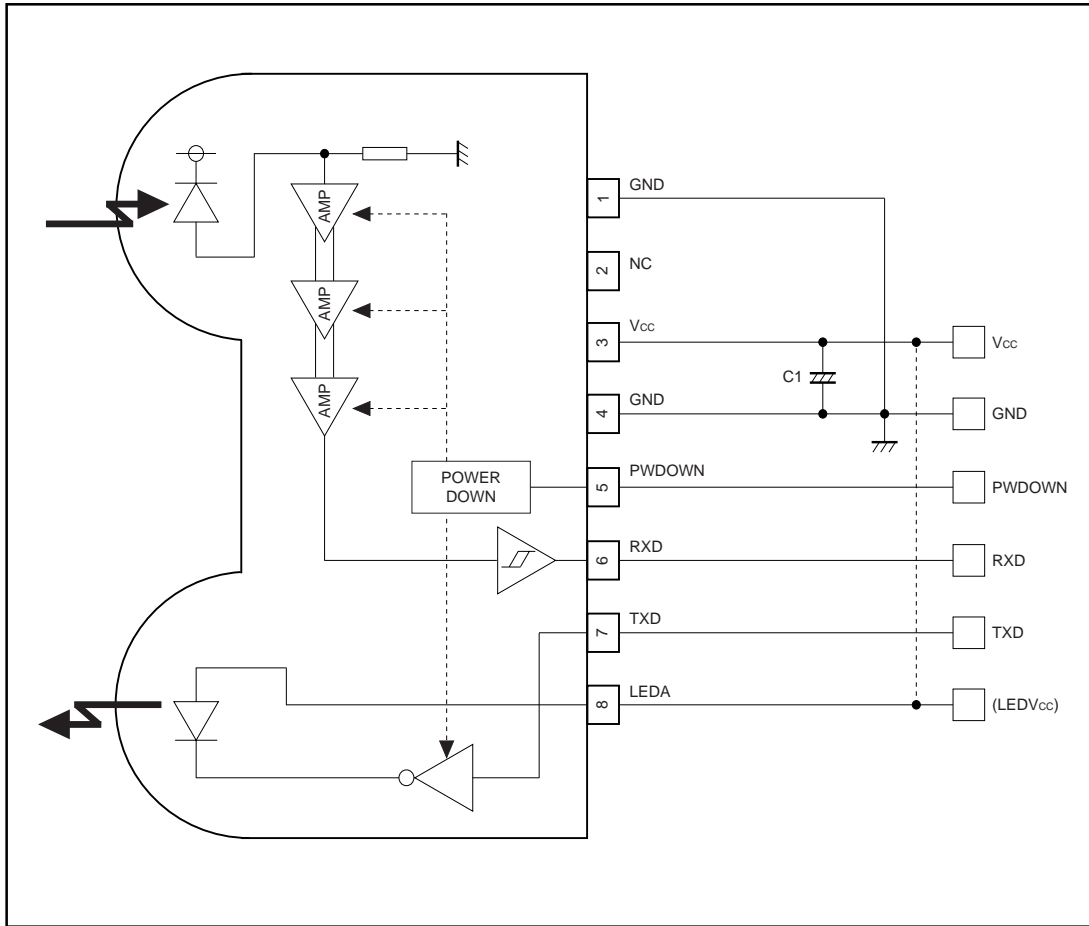 AMP
AMP
AMP
POWER
DOWN
1 GND
2 NC
3 Vcc
4 GND
5 PWDOWN
6 RXD
7 TXD
8 LEDA
C1
Vcc
GND
PWDOWN
RXD
TXD
(LEDVcc)